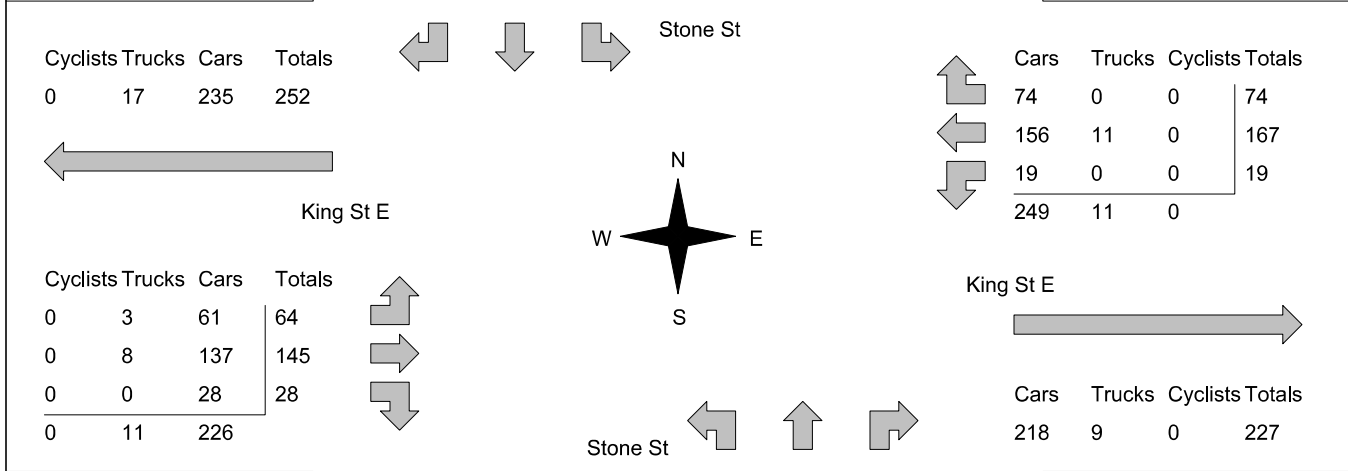 Stone St
Cyclists Trucks Cars Totals
0 17 235 252
King St E
Cyclists Trucks Cars Totals
0 3 61 64
0 8 137 145
0 0 28 28
0 11 226
N
W E
S
Cars Trucks Cyclists Totals
74 0 0 74
156 11 0 167
19 0 0 19
249 11 0
King St E
Cars Trucks Cyclists Totals
218 9 0 227
Stone St